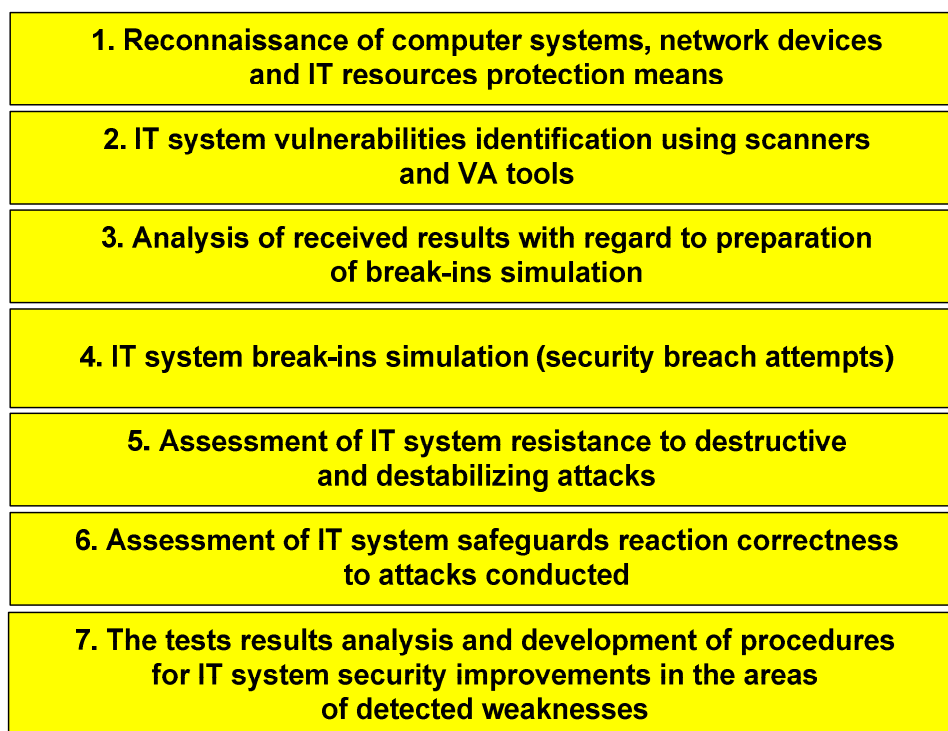 1. Reconnaissance of computer systems, network devices
and IT resources protection means
2. IT system vulnerabilities identification using scanners
and VA tools
3. Analysis of received results with regard to preparation
of break-ins simulation
4. IT system break-ins simulation (security breach attempts)
5. Assessment of IT system resistance to destructive
and destabilizing attacks
6. Assessment of IT system safeguards reaction correctness
to attacks conducted
7. The tests results analysis and development of procedures
for IT system security improvements in the areas
of detected weaknesses